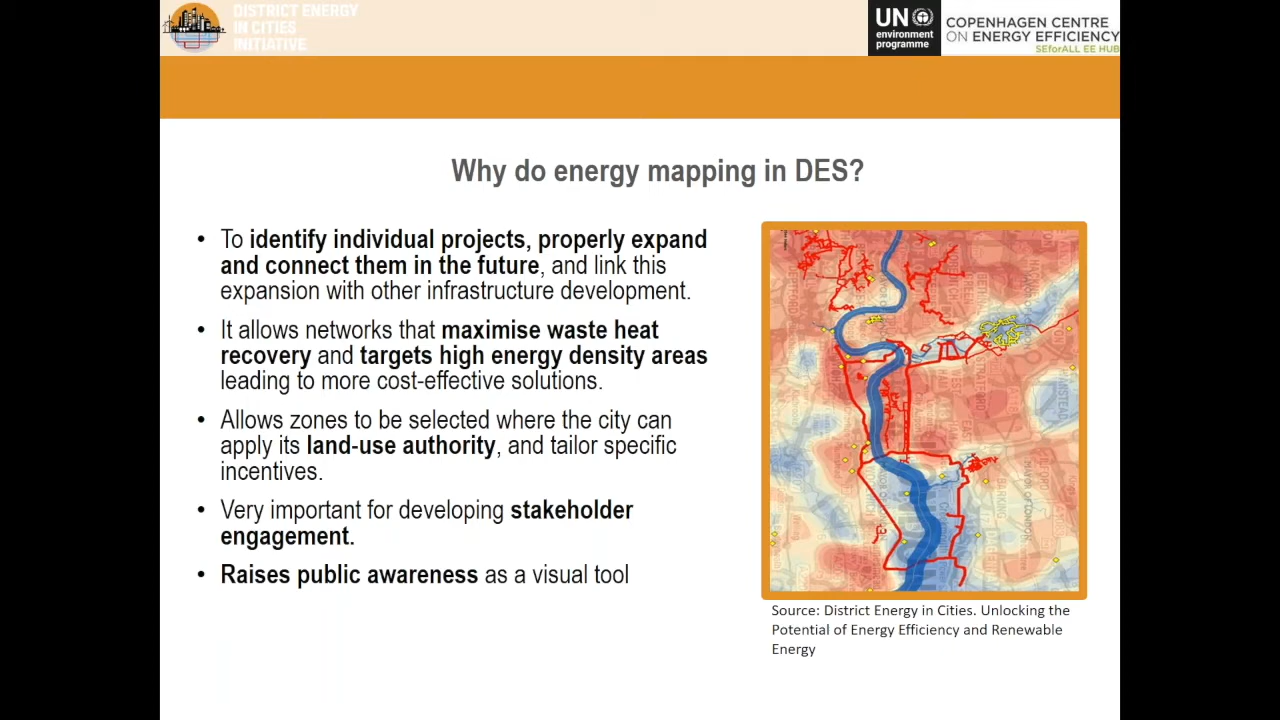 DISTRICT ENERGY
IN CITIES
INITIATIVE
UN
environment
programme
COPENHAGEN CENTRE
ON ENERGY EFFICIENCY
SEforALL EE HUB
Why do energy mapping in DES?
• To identify individual projects, properly expand
and connect them in the future, and link this
expansion with other infrastructure development.
• It allows networks that maximise waste heat
recovery and targets high energy density areas
leading to more cost-effective solutions.
• Allows zones to be selected where the city can
apply its land-use authority, and tailor specific
incentives.
• Very important for developing stakeholder
engagement.
• Raises public awareness as a visual tool
Source: District Energy in Cities. Unlocking the
Potential of Energy Efficiency and Renewable
Energy